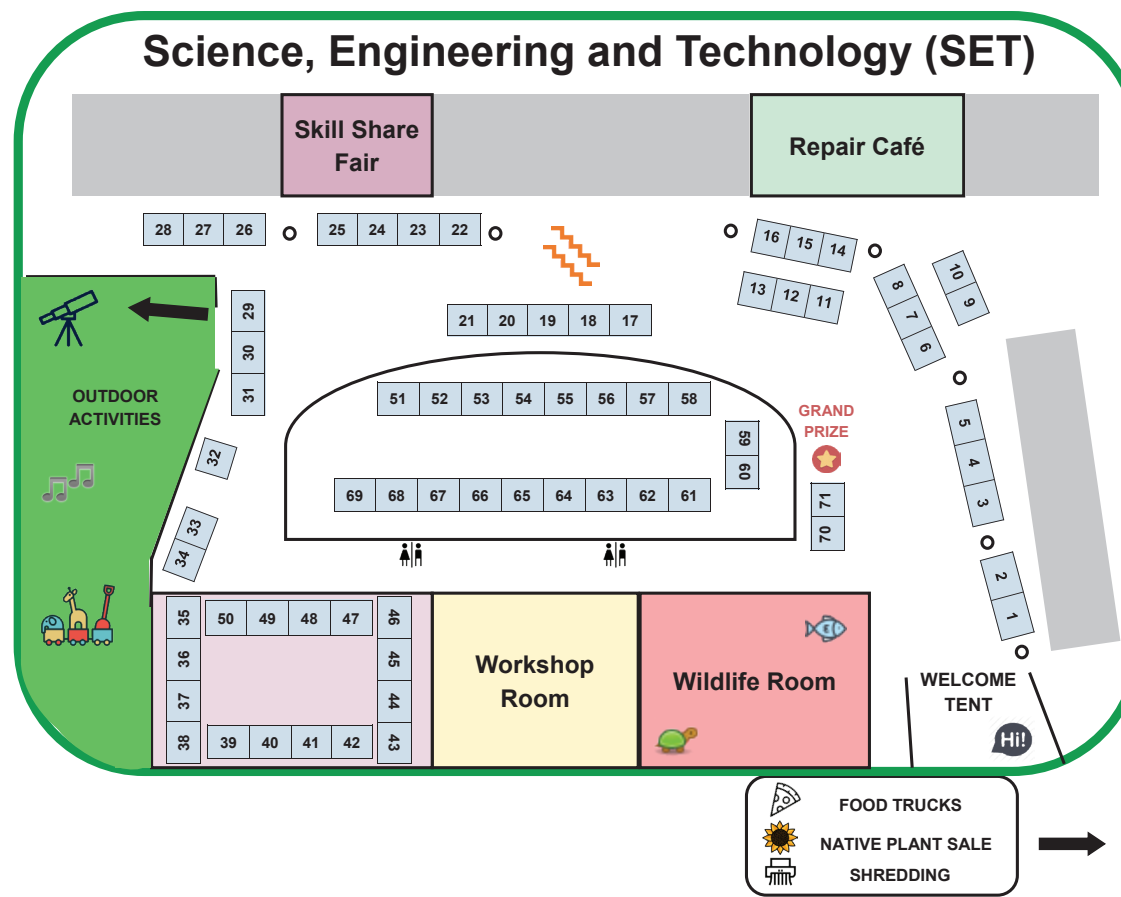 Science, Engineering and Technology (SET)
Skill Share
Fair
Repair Café
28 27 26
25 24 23 22
16 15 14
13 12 11
10 9
8 7 6
21 20 19 18 17
29
30
31
OUTDOOR
ACTIVITIES
51 52 53 54 55 56 57 58
59
60
GRAND
PRIZE
5
4
3
32
69 68 67 66 65 64 63 62 61
71
70
33
34
2
1
35
36
37
38
50 49 48 47
46
45
44
43
39 40 41 42
Workshop
Room
Wildlife Room
WELCOME
TENT
Hi!
FOOD TRUCKS
NATIVE PLANT SALE
SHREDDING